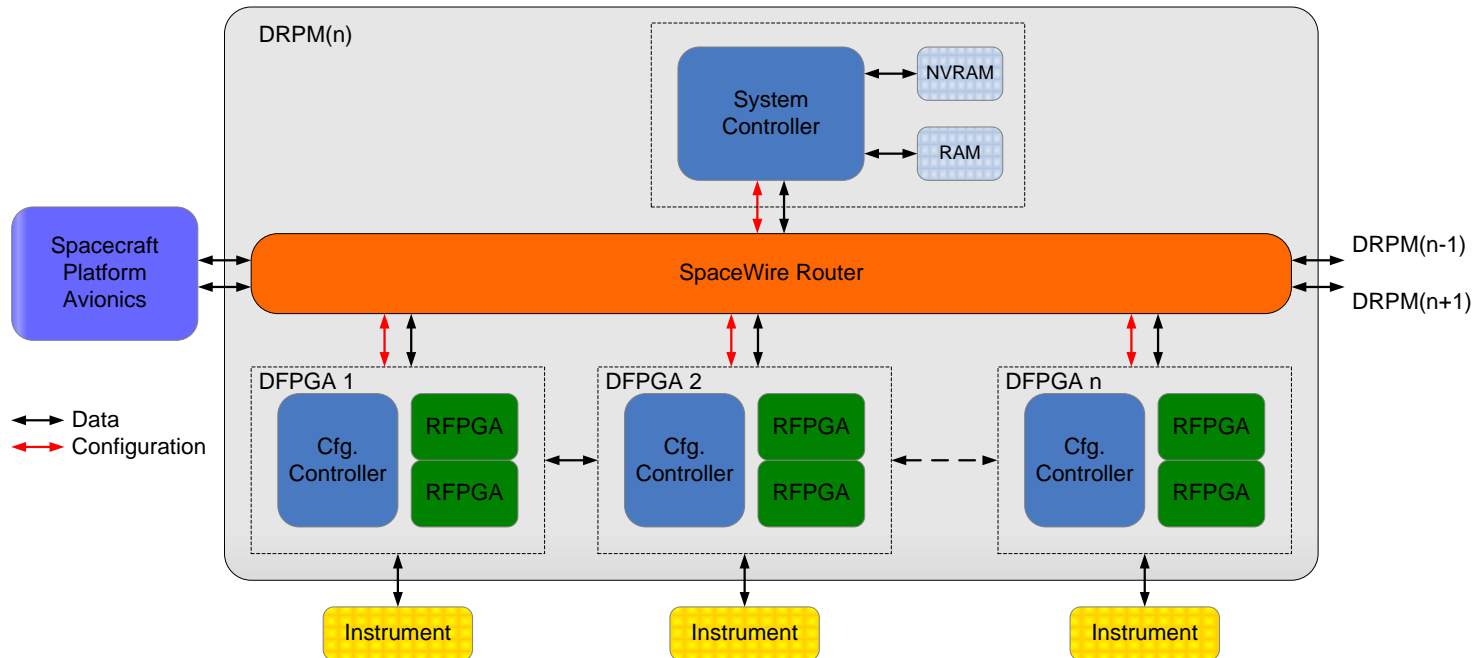 DRPM(n)
System
Controller
NVRAM
RAM
Spacecraft
Platform
Avionics
SpaceWire Router
DRPM(n-1)
DRPM(n+1)
Data
Configuration
DFPGA 1
Cfg.
Controller
RFPGA
RFPGA
DFPGA 2
Cfg.
Controller
RFPGA
RFPGA
DFPGA n
Cfg.
Controller
RFPGA
RFPGA
Instrument
Instrument
Instrument